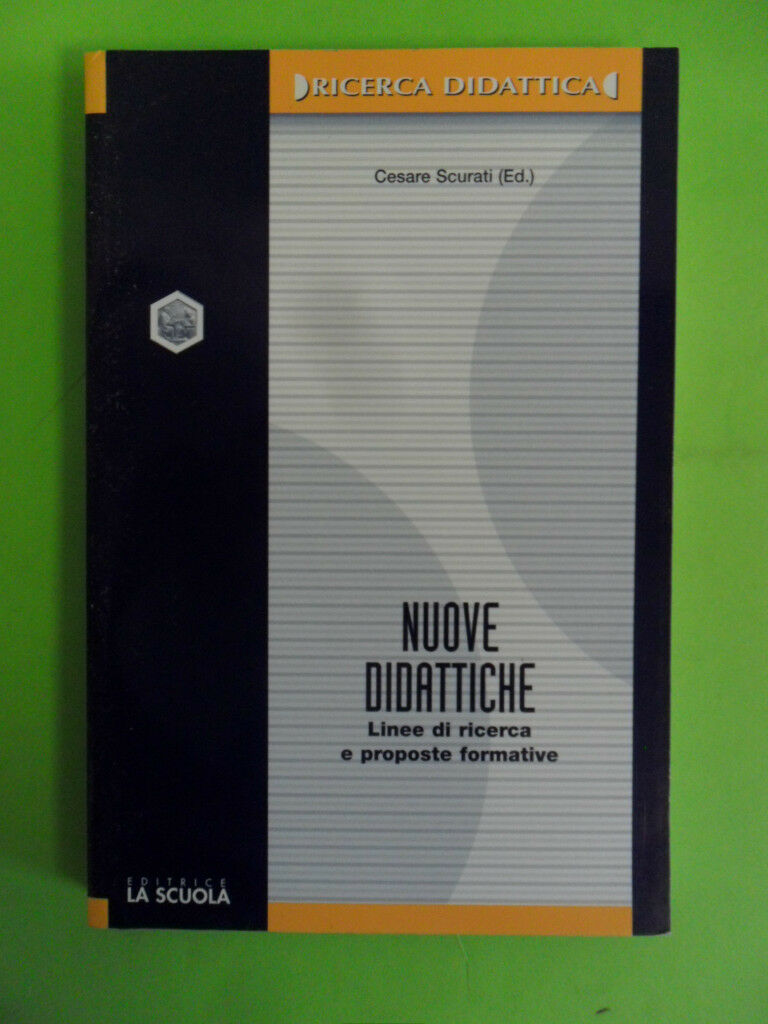 RICERCA DIDATTICA
Cesare Scurati (Ed.)
NUOVE
DIDATTICHE
Linee di ricerca
e proposte formative
EDITRICE
LA SCUOLA